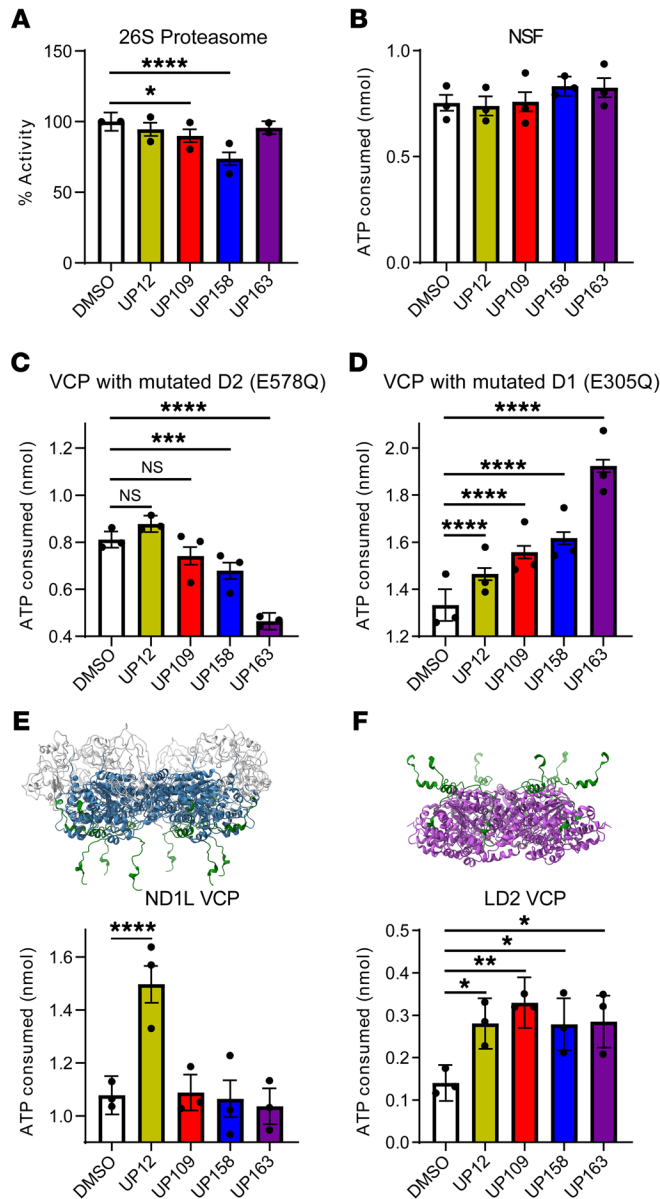 A
26S Proteasome
% Activity
150
100
50
0
****
*
DMSO
UP12
UP109
UP158
UP163
B
NSF
ATP consumed (nmol)
1.0
0.5
0.0
DMSO
UP12
UP109
UP158
UP163
C
VCP with mutated D2 (E578Q)
ATP consumed (nmol)
1.2
1.0
0.8
0.6
0.4
****
***
NS
NS
DMSO
UP12
UP109
UP158
UP163
D
VCP with mutated D1 (E305Q)
ATP consumed (nmol)
2.0
1.8
1.6
1.4
1.2
****
****
****
****
DMSO
UP12
UP109
UP158
UP163
E
ND1L VCP
ATP consumed (nmol)
1.6
1.4
1.2
1.0
****
DMSO
UP12
UP109
UP158
UP163
F
LD2 VCP
ATP consumed (nmol)
0.5
0.4
0.3
0.2
0.1
0.0
*
*
**
*
DMSO
UP12
UP109
UP158
UP163